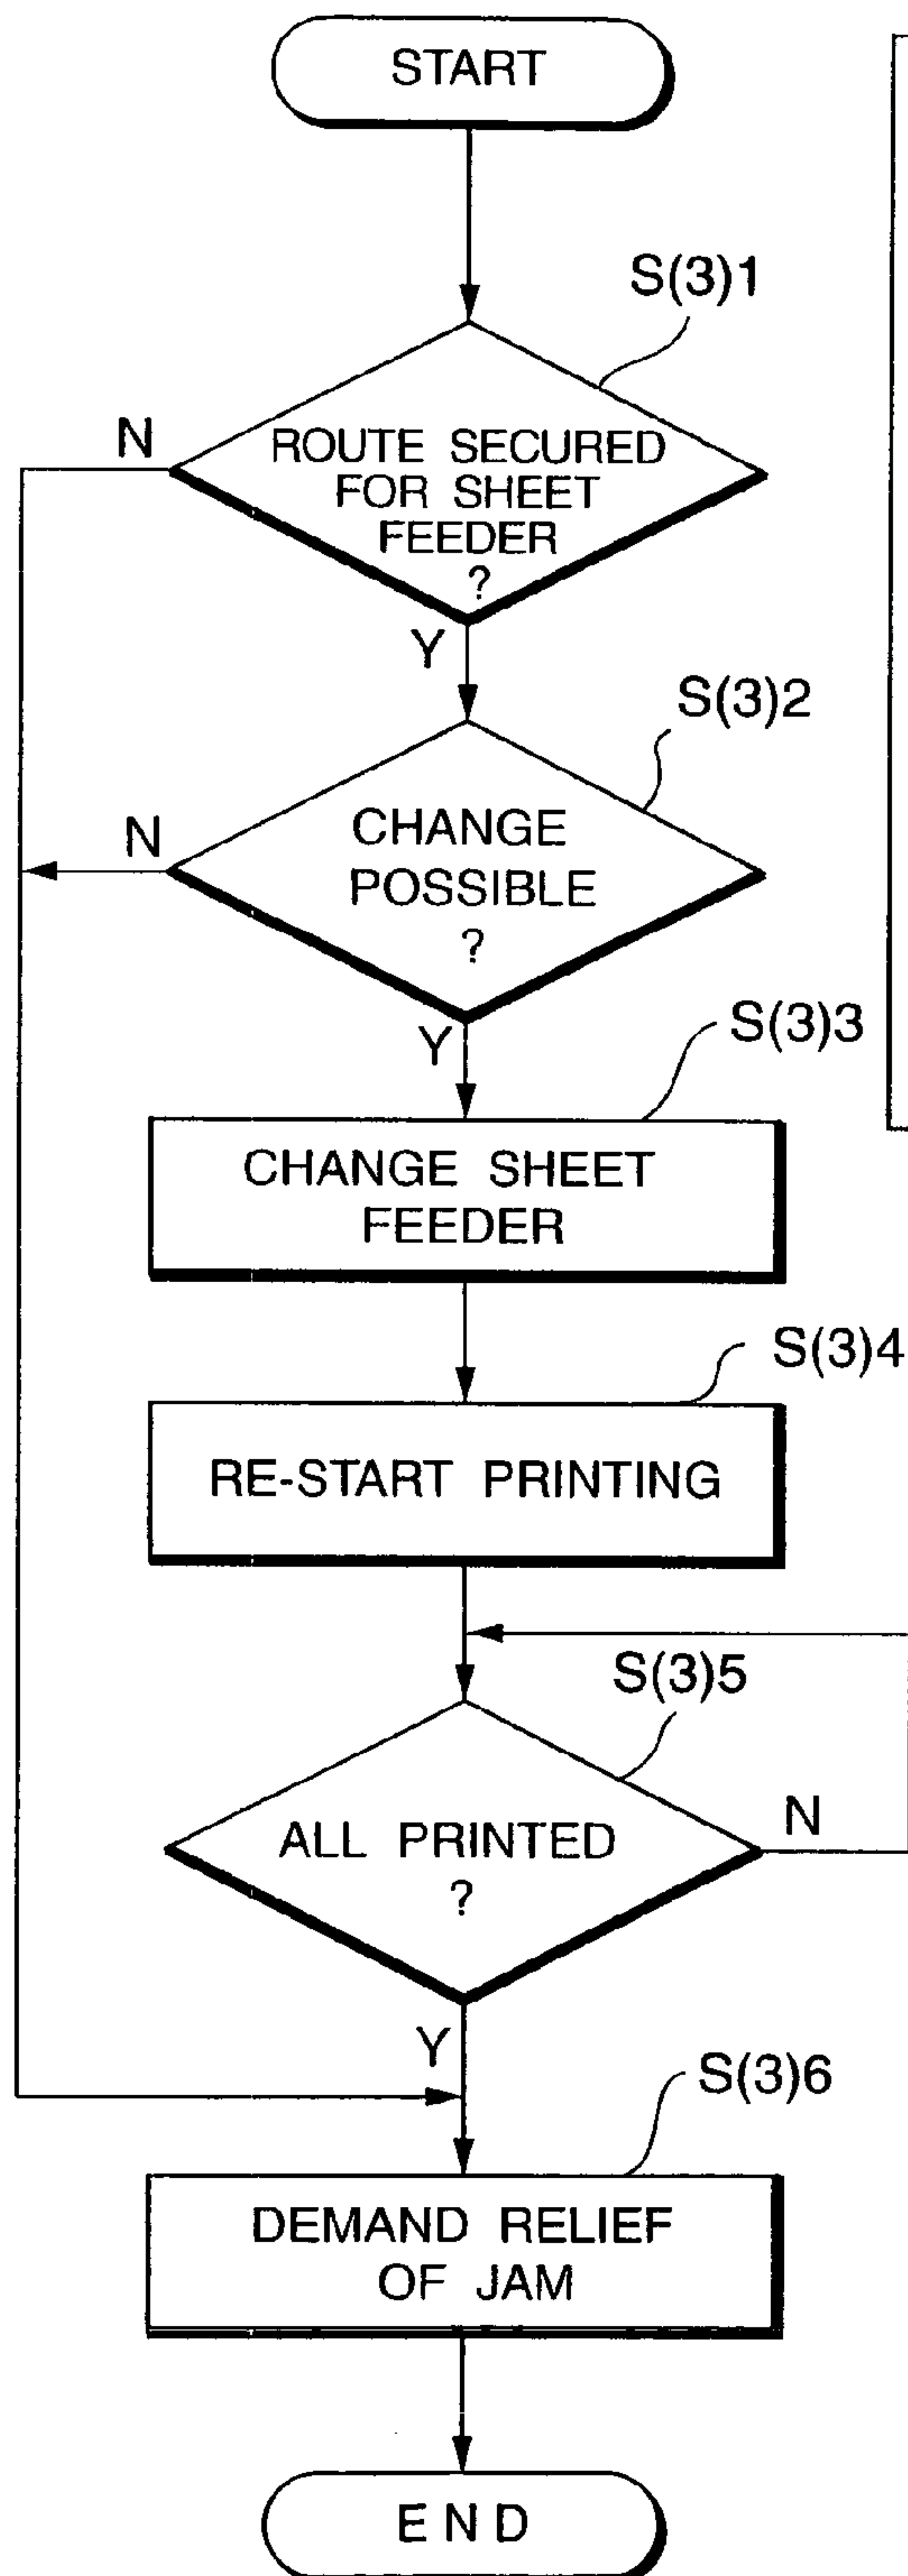 START
S(3)1
N
ROUTE SECURED
FOR SHEET
FEEDER
?
Y
S(3)2
N
CHANGE
POSSIBLE
?
Y
S(3)3
CHANGE SHEET
FEEDER
S(3)4
RE-START PRINTING
S(3)5
ALL PRINTED
?
N
Y
S(3)6
DEMAND RELIEF
OF JAM
END